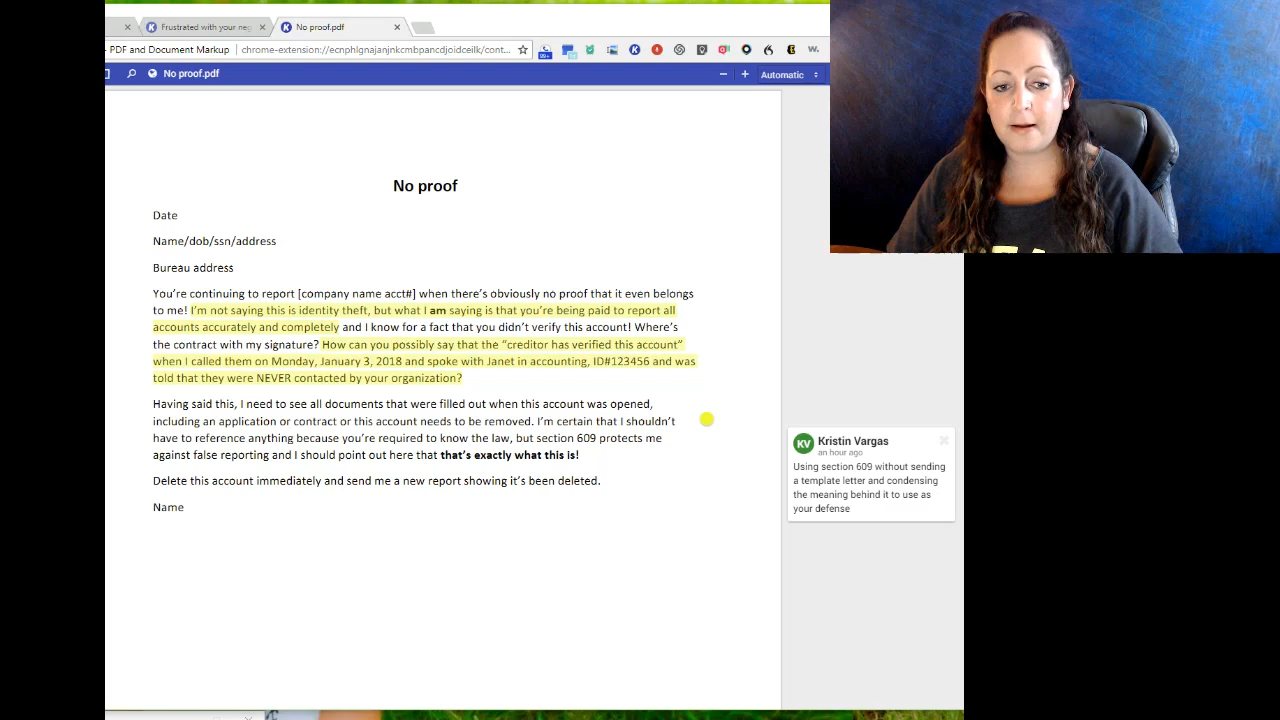 Frustrated with your neg
No proof.pdf
PDF and Document Markup
chrome-extension://ecnphlgnajanjnkcmbpancdjoidceilk/cont...
99+
w.
No proof.pdf
Automatic
No proof
Date
Name/dob/ssn/address
Bureau address
You're continuing to report [company name acct#] when there's obviously no proof that it even belongs
to me! I'm not saying this is identity theft, but what I am saying is that you're being paid to report all
accounts accurately and completely and I know for a fact that you didn't verify this account! Where's
the contract with my signature? How can you possibly say that the "creditor has verified this account"
when I called them on Monday, January 3, 2018 and spoke with Janet in accounting, ID#123456 and was
told that they were NEVER contacted by your organization?
Having said this, I need to see all documents that were filled out when this account was opened,
including an application or contract or this account needs to be removed. I'm certain that I shouldn't
have to reference anything because you're required to know the law, but section 609 protects me
against false reporting and I should point out here that that's exactly what this is!
Delete this account immediately and send me a new report showing it's been deleted.
Name
KV
Kristin Vargas
an hour ago
Using section 609 without sending
a template letter and condensing
the meaning behind it to use as
your defense